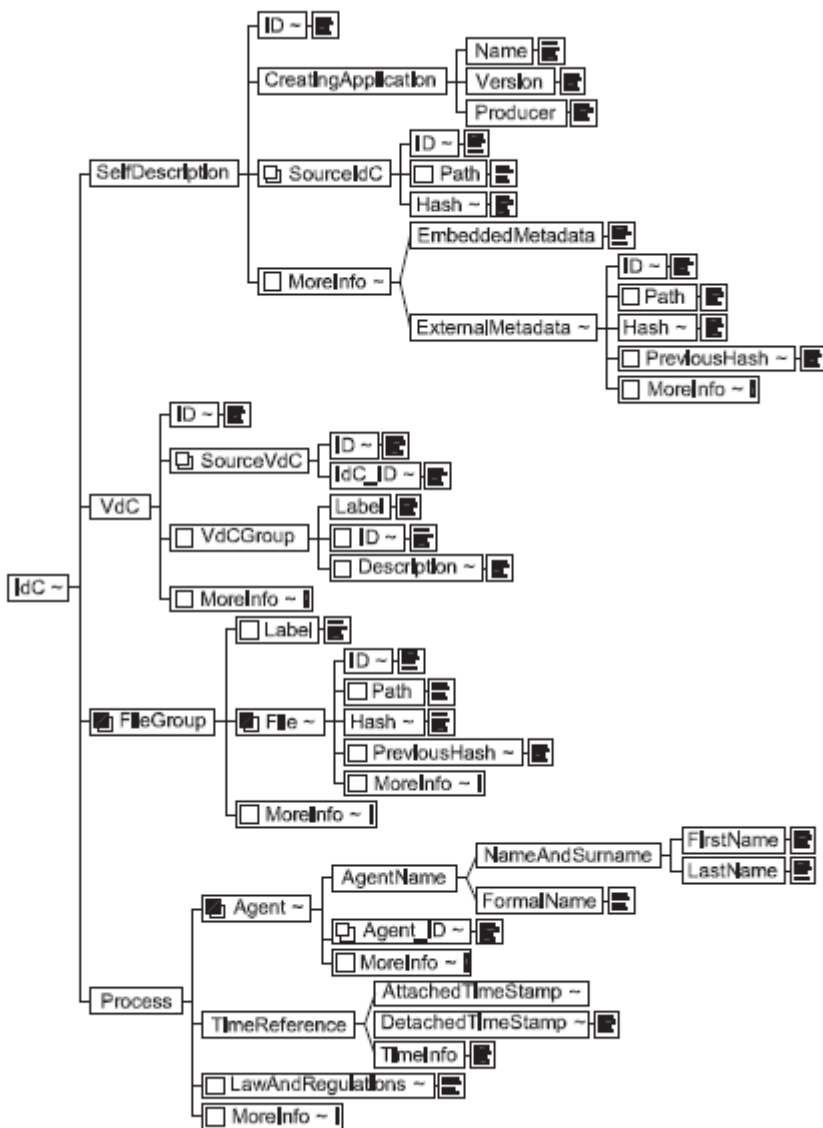 ID ~
CreatingApplication
Name
Version
Producer
SelfDescription
SourceIdC
ID ~
Path
Hash ~
MoreInfo ~
EmbeddedMetadata
ExternalMetadata ~
ID ~
Path
Hash ~
PreviousHash ~
MoreInfo ~
IdC ~
VdC
ID ~
SourceVdC
ID ~
IdC_ID ~
VdCGroup
Label
ID ~
Description ~
MoreInfo ~
FileGroup
Label
File ~
ID ~
Path
Hash ~
PreviousHash ~
MoreInfo ~
MoreInfo ~
Process
Agent ~
AgentName
NameAndSurname
FirstName
LastName
FormalName
Agent_ID ~
MoreInfo ~
TimeReference
AttachedTimeStamp ~
DetachedTimeStamp ~
TimeInfo
LawAndRegulations ~
MoreInfo ~